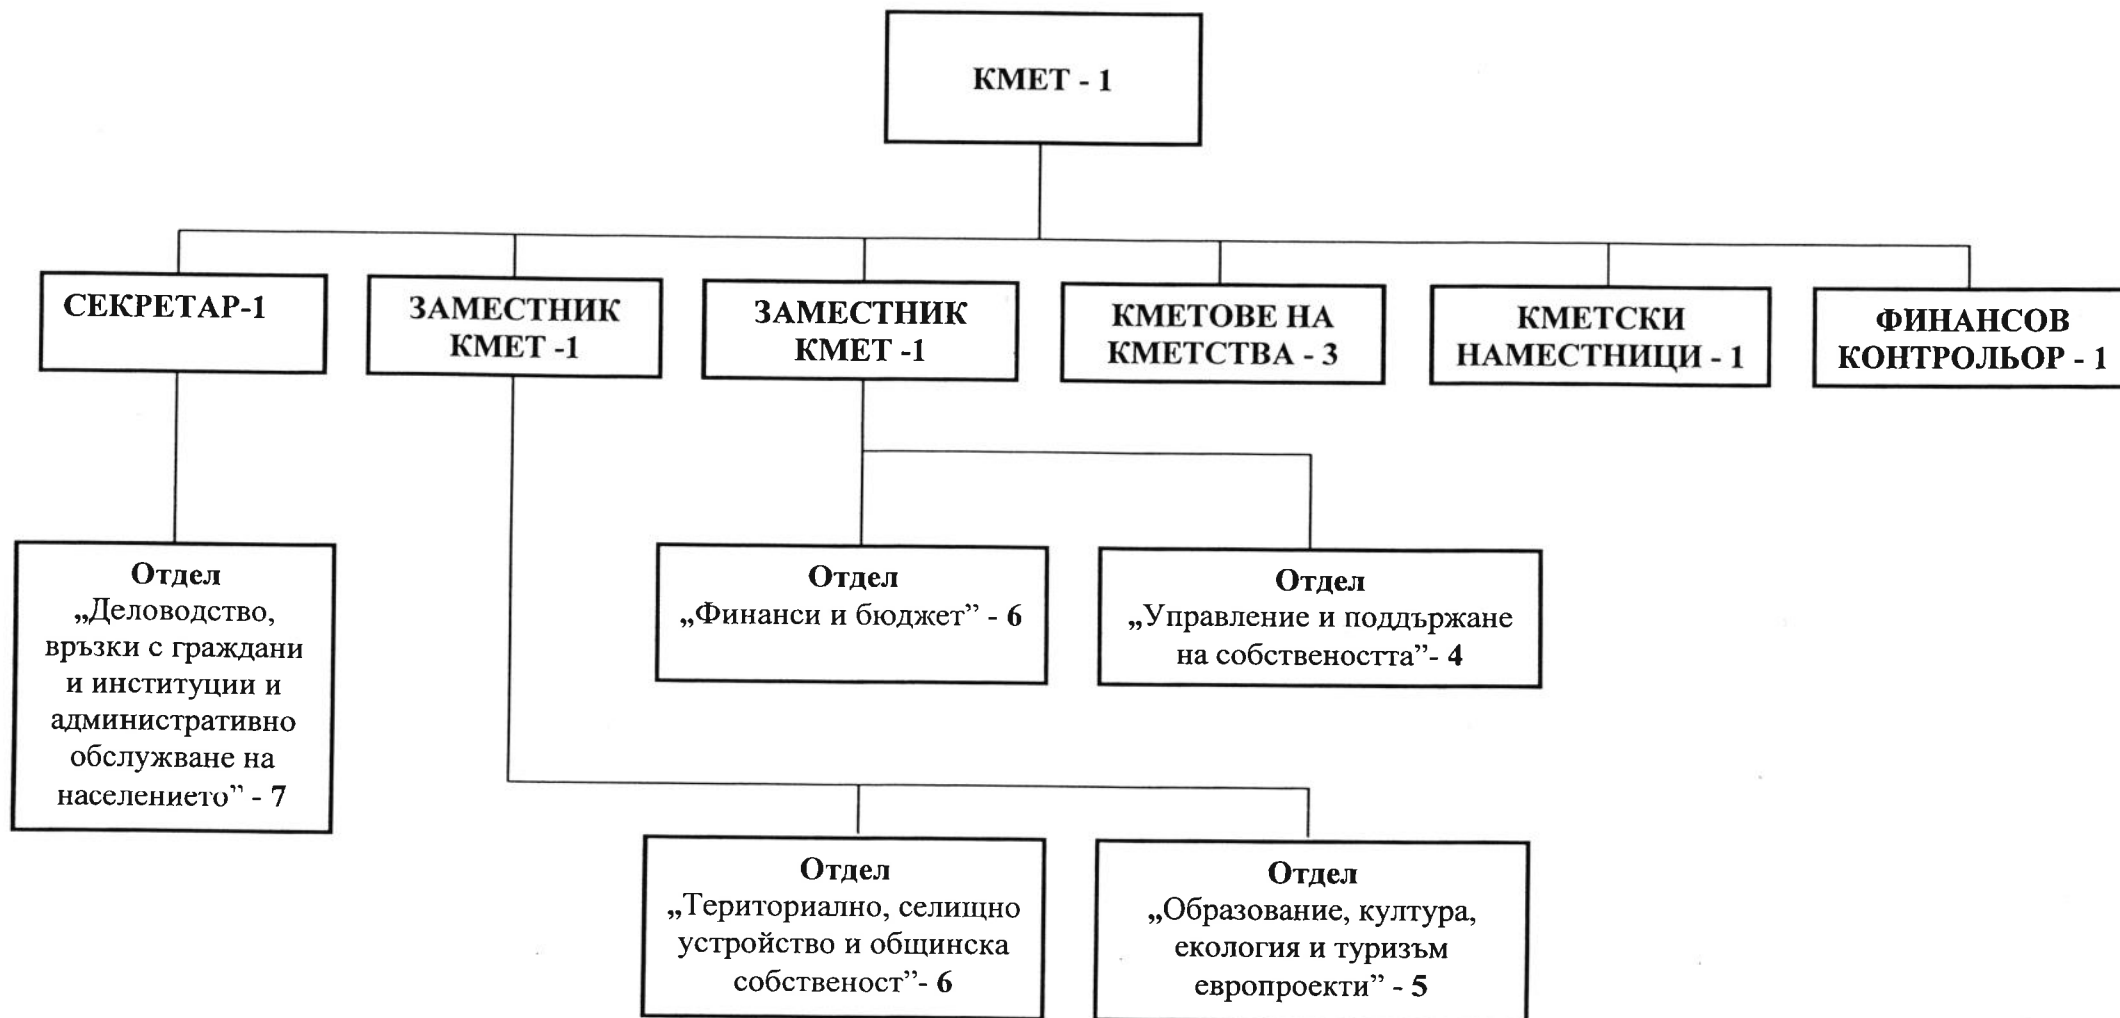 КМЕТ - 1
СЕКРЕТАР-1
ЗАМЕСТНИК
КМЕТ -1
ЗАМЕСТНИК
КМЕТ -1
КМЕТОВЕ НА
КМЕТСТВА - 3
КМЕТСКИ
НАМЕСТНИЦИ - 1
ФИНАНСОВ
КОНТРОЛЬОР - 1
Отдел
„Деловодство,
връзки с граждани
и институции и
административно
обслужване на
населението” - 7
Отдел
„Финанси и бюджет” - 6
Отдел
„Управление и поддържане
на собствеността”- 4
Отдел
„Териториално, селищно
устройство и общинска
собственост”- 6
Отдел
„Образование, култура,
екология и туризъм
европроекти” - 5